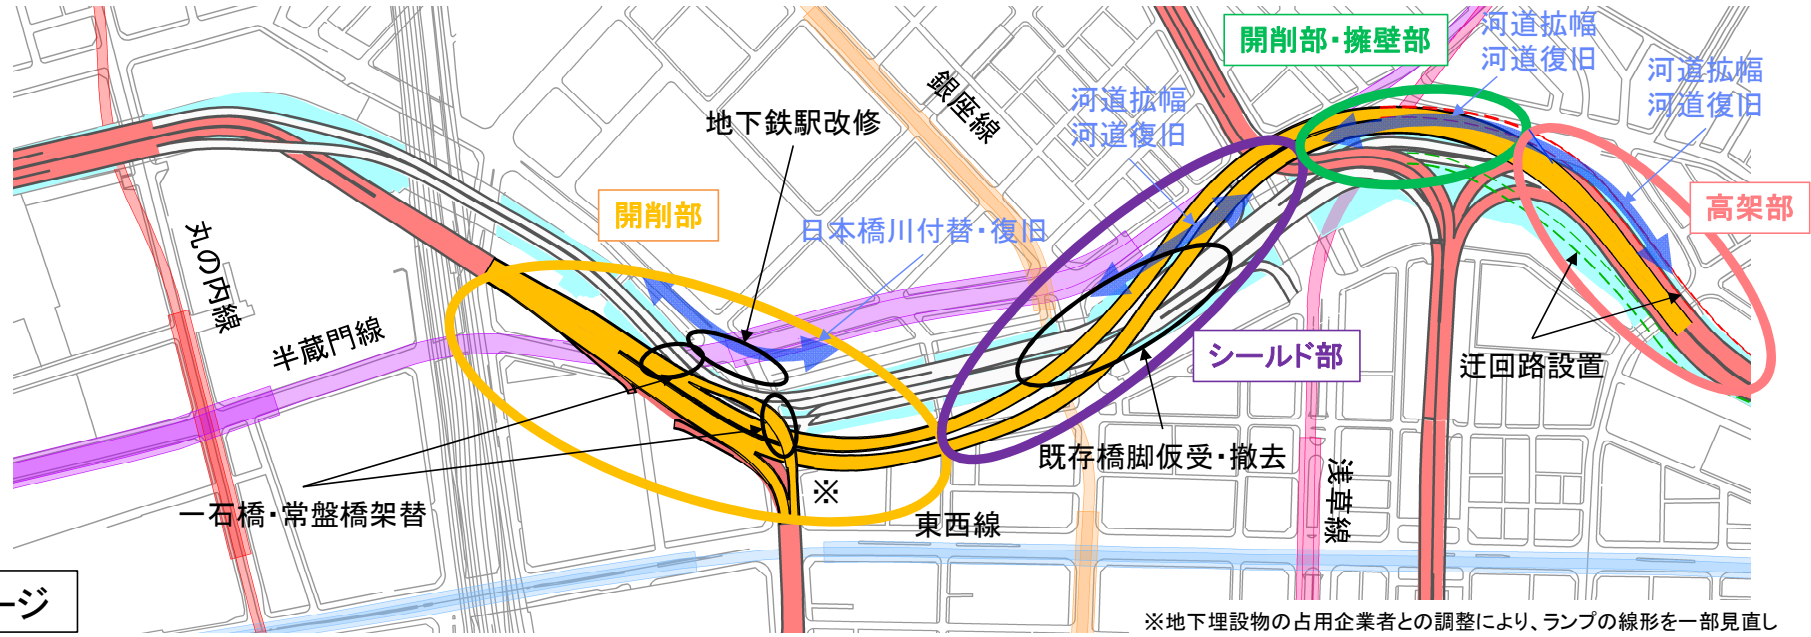 開削部・擁壁部
河道拡幅
河道復旧
河道拡幅
河道復旧
河道拡幅
河道復旧
銀座線
地下鉄駅改修
開削部
日本橋川付替・復旧
高架部
丸の内線
半蔵門線
シールド部
迂回路設置
既存橋脚仮受・撤去
※
一石橋・常盤橋架替
東西線
浅草線
ージ
※地下埋設物の占用企業者との調整により、ランプの線形を一部見直し